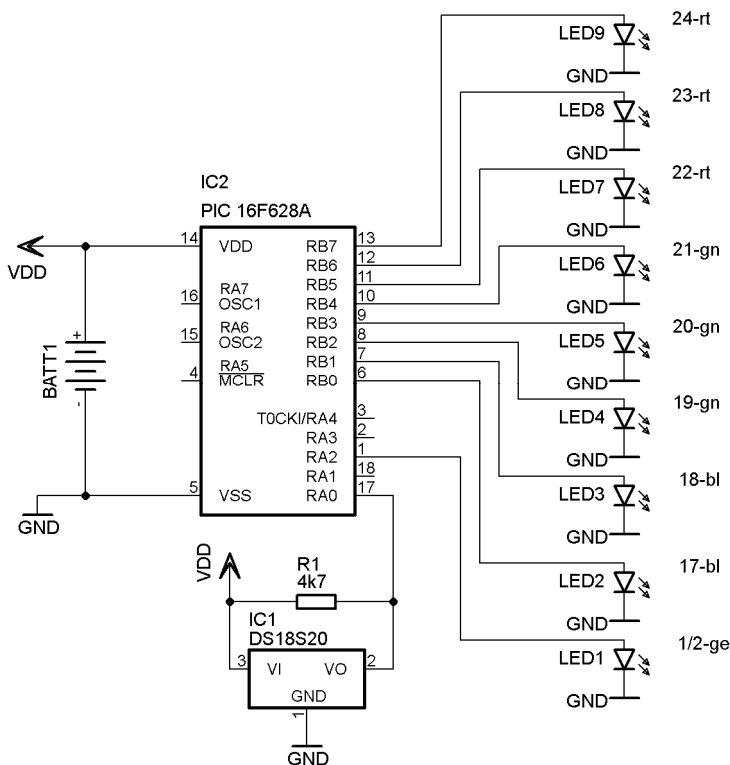 24-rt
LED9
GND
23-rt
LED8
GND
22-rt
LED7
GND
21-gn
LED6
GND
20-gn
LED5
GND
19-gn
LED4
GND
18-bl
LED3
GND
17-bl
LED2
GND
1/2-ge
LED1
GND
IC2
PIC 16F628A
14 VDD RB7 13
RB6 12
RB5 11
16 RA7 OSC1 RB4 10
RB3 9
15 RA6 OSC2 RB2 8
RB1 7
4 RA5 MCLR RB0 6
T0CKI/RA4 3
RA3 2
RA2 1
RA1 18
5 VSS RA0 17
VDD
+
BATT1
-
GND
VDD
R1
4k7
IC1
DS18S20
3 VI VO 2
GND
1
GND